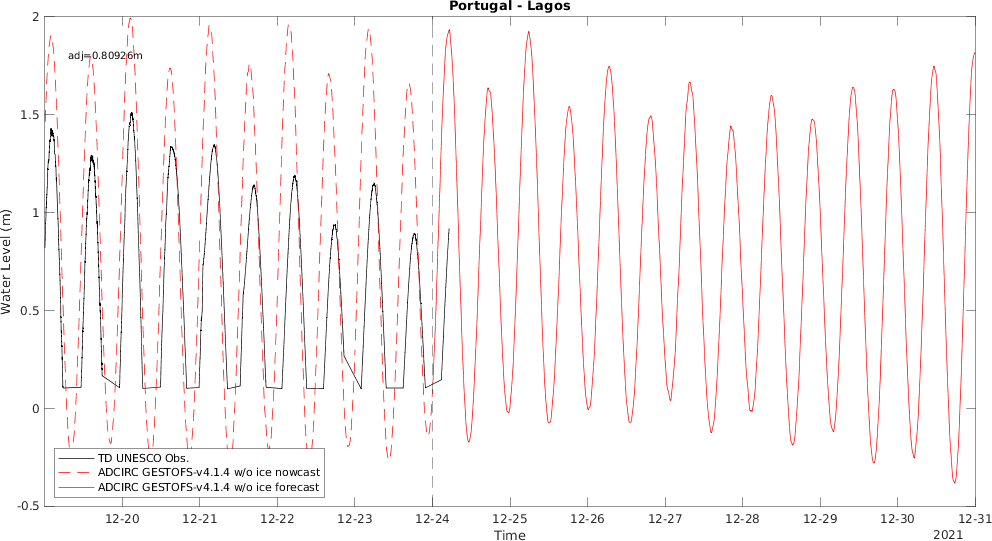 Portugal - Lagos
2
1.5
1
0.5
0
-0.5
Water Level (m)
adj=0.80926m
TD UNESCO Obs.
ADCIRC GESTOFS-v4.1.4 w/o ice nowcast
ADCIRC GESTOFS-v4.1.4 w/o ice forecast
12-20 12-21 12-22 12-23 12-24 12-25 12-26 12-27 12-28 12-29 12-30 12-31
Time
2021